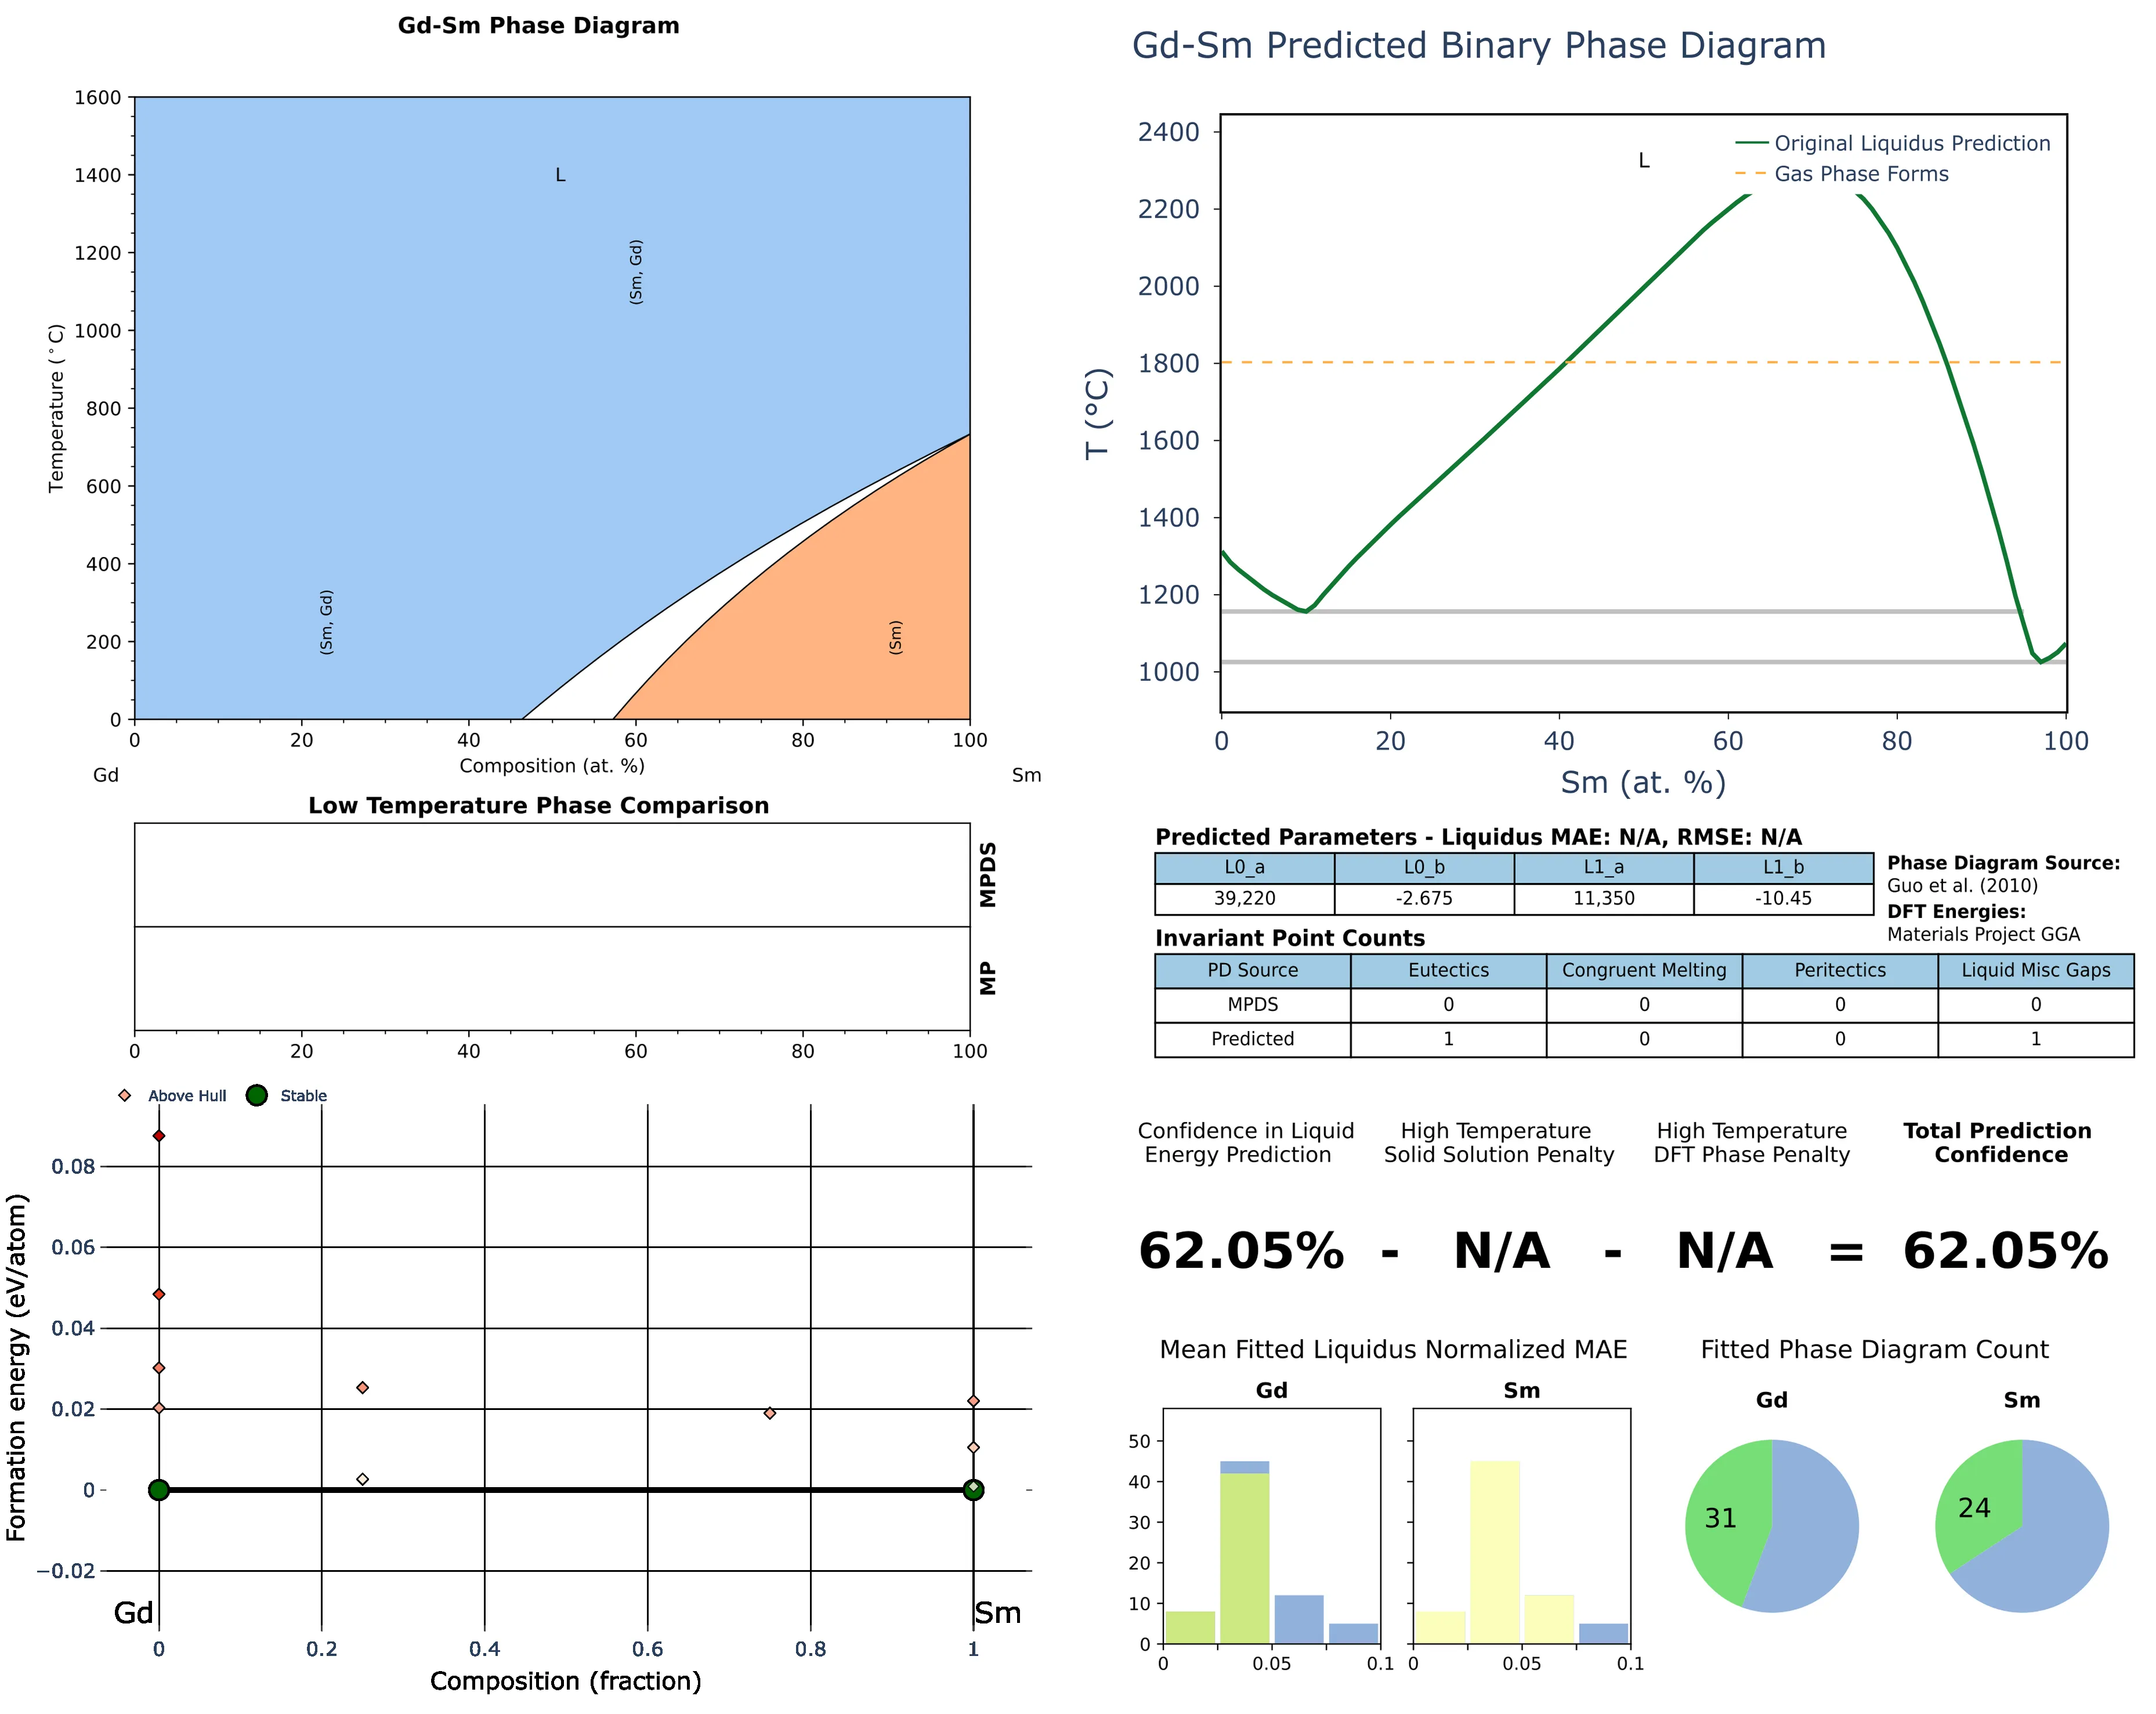 Gd-Sm Phase Diagram
1600
1400
1200
1000
800
600
400
200
0
Temperature (°C)
L
(Sm, Gd)
(Sm, Gd)
(Sm)
0 20 40 60 80 100
Composition (at. %)
Gd Sm
Low Temperature Phase Comparison
MPDS
MP
0 20 40 60 80 100
Above Hull Stable
0.08
0.06
0.04
0.02
0
−0.02
Formation energy (eV/atom)
Gd Sm
0 0.2 0.4 0.6 0.8 1
Composition (fraction)
Gd-Sm Predicted Binary Phase Diagram
2400
2200
2000
1800
1600
1400
1200
1000
T (°C)
L
Original Liquidus Prediction
Gas Phase Forms
0 20 40 60 80 100
Sm (at. %)
Predicted Parameters - Liquidus MAE: N/A, RMSE: N/A
L0_a L0_b L1_a L1_b
39,220 -2.675 11,350 -10.45
Phase Diagram Source:
Guo et al. (2010)
DFT Energies:
Materials Project GGA
Invariant Point Counts
PD Source Eutectics Congruent Melting Peritectics Liquid Misc Gaps
MPDS 0 0 0 0
Predicted 1 0 0 1
Confidence in Liquid
Energy Prediction
High Temperature
Solid Solution Penalty
High Temperature
DFT Phase Penalty
Total Prediction
Confidence
62.05% - N/A - N/A = 62.05%
Mean Fitted Liquidus Normalized MAE
Gd Sm
50
40
30
20
10
0
0 0.05 0.1 0 0.05 0.1
Fitted Phase Diagram Count
Gd Sm
31 24